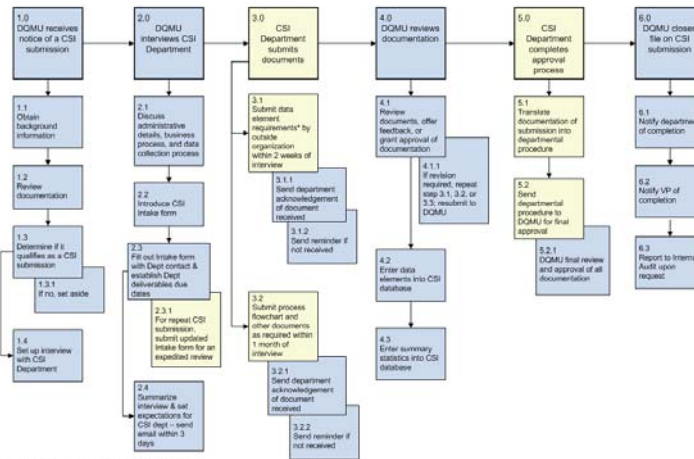 1.0
DQMU receives
notice of a CSI
submission
1.1
Obtain
background
information
1.2
Review
documentation
1.3
Determine if it
qualifies as a CSI
submission
1.3.1
If no, set aside
1.4
Set up interview
with CSI
Department
2.0
DQMU
interviews CSI
Department
2.1
Discuss
administrative
details, business
process, and data
collection process
2.2
Introduce CSI
Intake form
2.3
Fill out Intake form
with Dept contact &
establish Dept
deliverables due
dates
2.3.1
For repeat CSI
submission,
submit updated
Intake form for an
expedited review
2.4
Summarize
interview & set
expectations for
CSI dept – send
email within 3
days
3.0
CSI
Department
submits
documents
3.1
Submit data
element
requirements* by
outside
organization
within 2 weeks of
interview
3.1.1
Send department
acknowledgement
of document
received
3.1.2
Send reminder if
not received
3.2
Submit process
flowchart and
other documents
as required within
1 month of
interview
3.2.1
Send department
acknowledgement
of document
received
3.2.2
Send reminder if
not received
4.0
DQMU reviews
documentation
4.1
Review
documents, offer
feedback, or
grant approval of
documentation
4.1.1
If revision
required, repeat
step 3.1, 3.2, or
3.3; resubmit to
DQMU
4.2
Enter data
elements into CSI
database
4.3
Enter summary
statistics into CSI
database
5.0
CSI
Department
completes
approval
process
5.1
Translate
documentation of
submission into
departmental
procedure
5.2
Send
departmental
procedure to
DQMU for final
approval
5.2.1
DQMU final review
and approval of all
documentation
6.0
DQMU closes
file on CSI
submission
6.1
Notify departme
of completion
6.2
Notify VP of
completion
6.3
Report to Intern
Audit upon
request